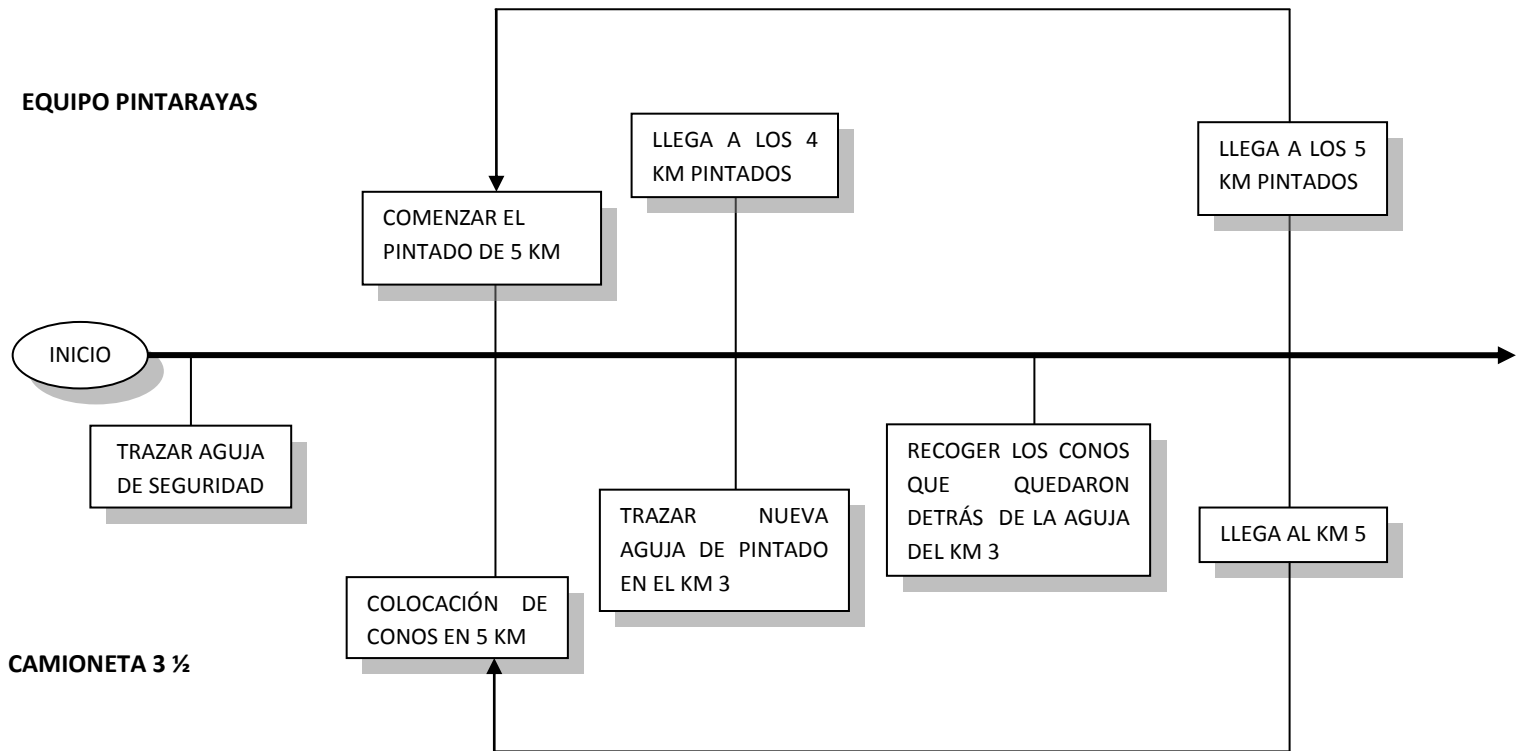 EQUIPO PINTARAYAS
LLEGA A LOS 4
KM PINTADOS
LLEGA A LOS 5
KM PINTADOS
COMENZAR EL
PINTADO DE 5 KM
INICIO
TRAZAR AGUJA
DE SEGURIDAD
RECOGER LOS CONOS
QUE QUEDARON
DETRÁS DE LA AGUJA
DEL KM 3
TRAZAR NUEVA
AGUJA DE PINTADO
EN EL KM 3
LLEGA AL KM 5
COLOCACIÓN DE
CONOS EN 5 KM
CAMIONETA 3 ½